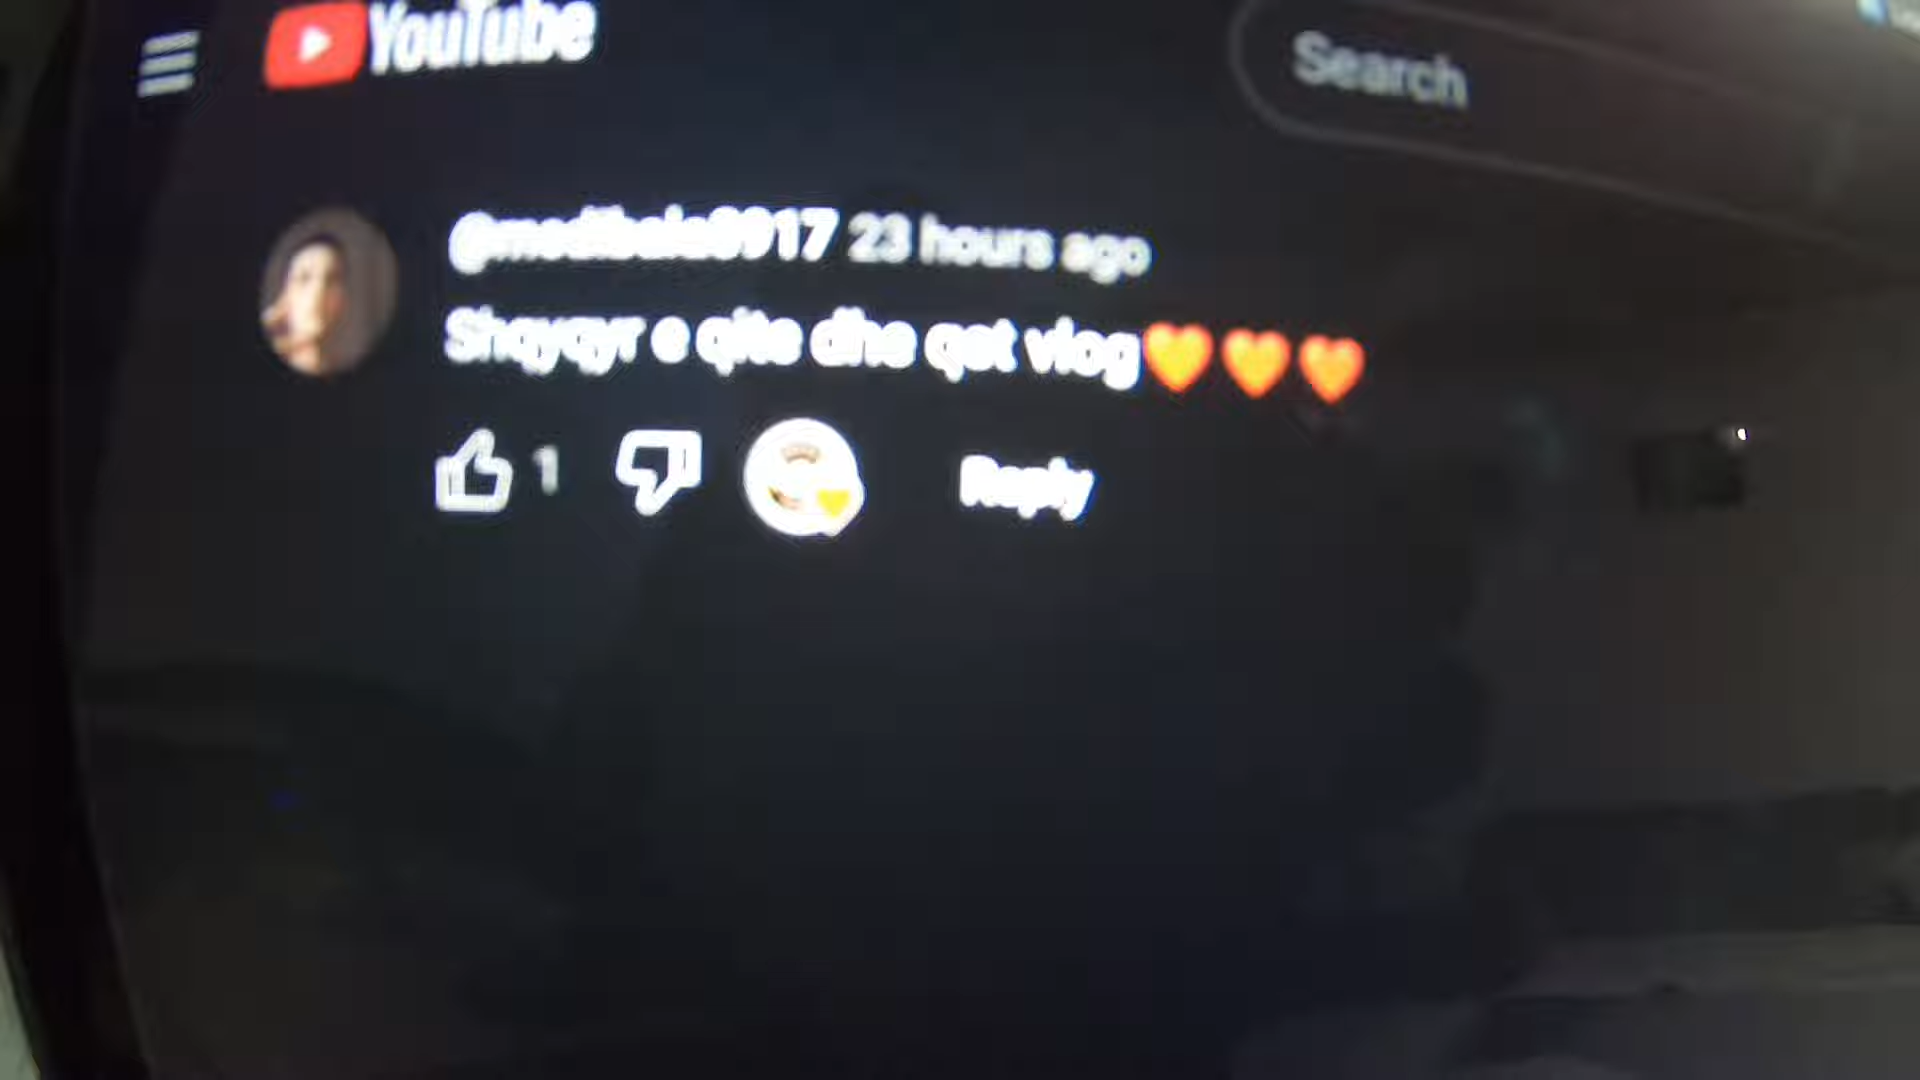 YouTube
Search
23 hours ago
Shqyqyr e qite dhe qet vlog🧡🧡🧡
1
Reply